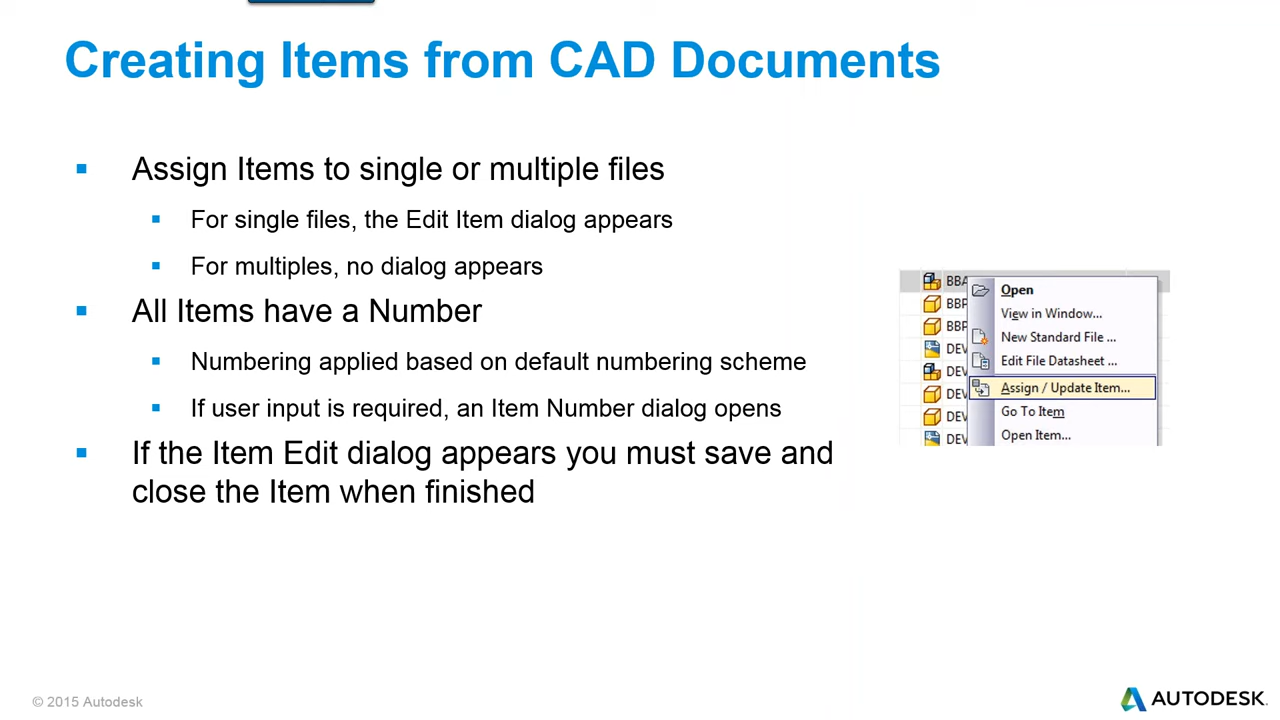 Creating Items from CAD Documents
Assign Items to single or multiple files
For single files, the Edit Item dialog appears
For multiples, no dialog appears
All Items have a Number
Numbering applied based on default numbering scheme
If user input is required, an Item Number dialog opens
If the Item Edit dialog appears you must save and
close the Item when finished
BBA
Open
BBP
View in Window...
BBP
New Standard File ...
DEV
Edit File Datasheet ...
DEV
Assign / Update Item...
DEV
Go To Item
DEV
Open Item...
DEV
© 2015 Autodesk
AUTODESK.